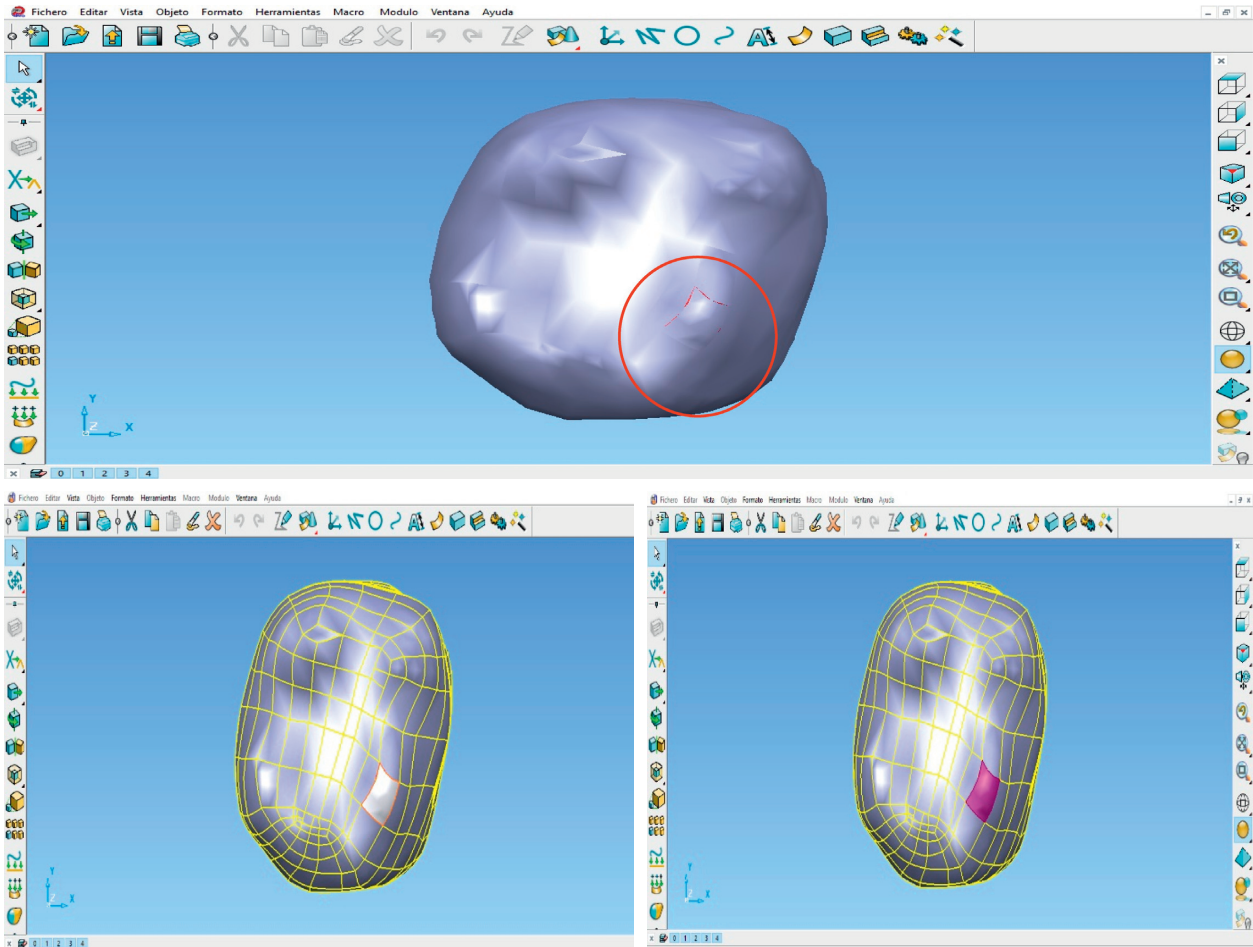 Fichero Editar Vista Objeto Formato Herramientas Macro Modulo Ventana Ayuda
Y
Z X
0 1 2 3 4
Fichero Editar Vista Objeto Formato Herramientas Macro Modulo Ventana Ayuda
Y
Z X
0 1 2 3 4
Fichero Editar Vista Objeto Formato Herramientas Macro Modulo Ventana Ayuda
Y
Z X
0 1 2 3 4